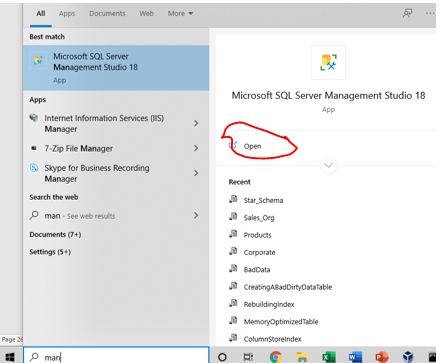 All Apps Documents Web More
Best match
Microsoft SQL Server
Management Studio 18
App
Apps
Internet Information Services (IIS)
Manager
7-Zip File Manager
Skype for Business Recording
Manager
Search the web
man - See web results
Documents (7+)
Settings (5+)
Microsoft SQL Server Management Studio 18
App
Open
Recent
Star_Schema
Sales_Org
Products
Corporate
BadData
CreatingABadDirtyDataTable
RebuildingIndex
MemoryOptimizedTable
ColumnStoreIndex
Page 26
man